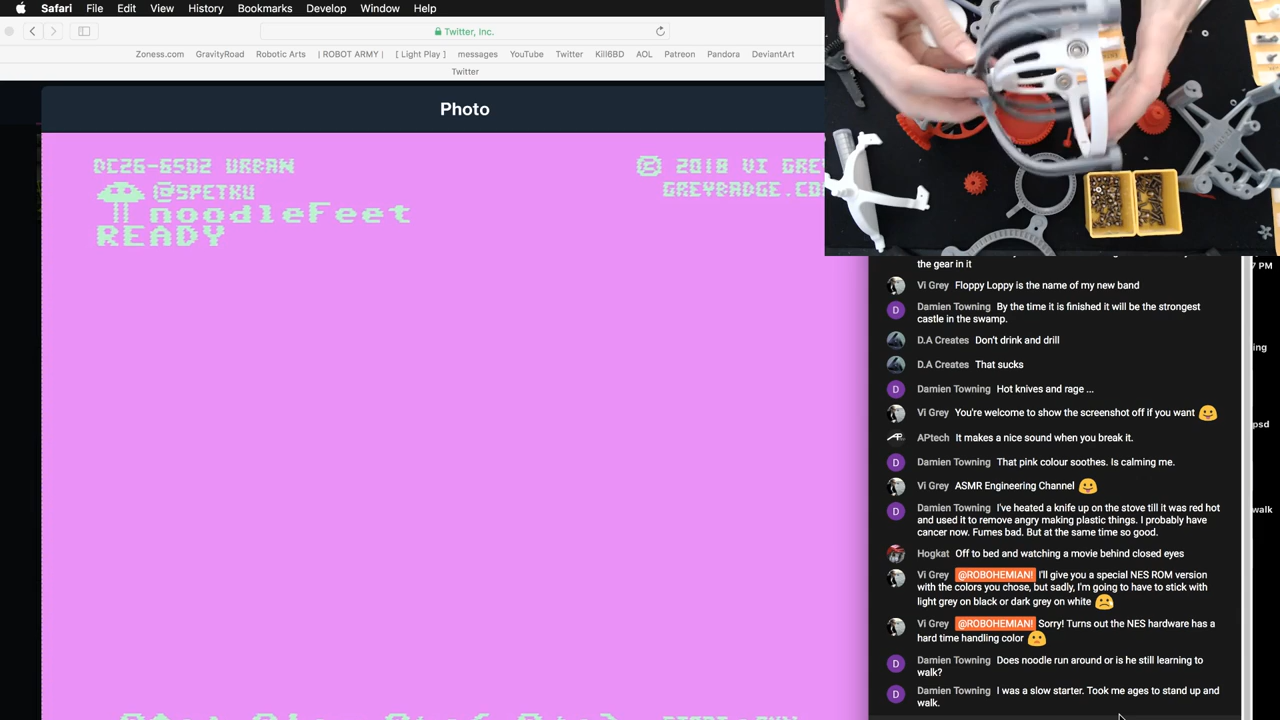 Safari File Edit View History Bookmarks Develop Window Help
Twitter, Inc.
Zoness.com GravityRoad Robotic Arts | ROBOT ARMY | [ Light Play ] messages YouTube Twitter Kill6BD AOL Patreon Pandora DeviantArt
Twitter
Photo
DC26-6502 URBAN
@SPETKU
noodleFeet
READY
© 2018 VI GRE
GREYBADGE.CO
the gear in it
Vi Grey Floppy Loppy is the name of my new band
Damien Towning By the time it is finished it will be the strongest
castle in the swamp.
D.A Creates Don't drink and drill
D.A Creates That sucks
Damien Towning Hot knives and rage ...
Vi Grey You're welcome to show the screenshot off if you want
APtech It makes a nice sound when you break it.
Damien Towning That pink colour soothes. Is calming me.
Vi Grey ASMR Engineering Channel
Damien Towning I've heated a knife up on the stove till it was red hot
and used it to remove angry making plastic things. I probably have
cancer now. Fumes bad. But at the same time so good.
Hogkat Off to bed and watching a movie behind closed eyes
Vi Grey @ROBOHEMIAN! I'll give you a special NES ROM version
with the colors you chose, but sadly, I'm going to have to stick with
light grey on black or dark grey on white
Vi Grey @ROBOHEMIAN! Sorry! Turns out the NES hardware has a
hard time handling color
Damien Towning Does noodle run around or is he still learning to
walk?
Damien Towning I was a slow starter. Took me ages to stand up and
walk.
7 PM
ing
psd
walk